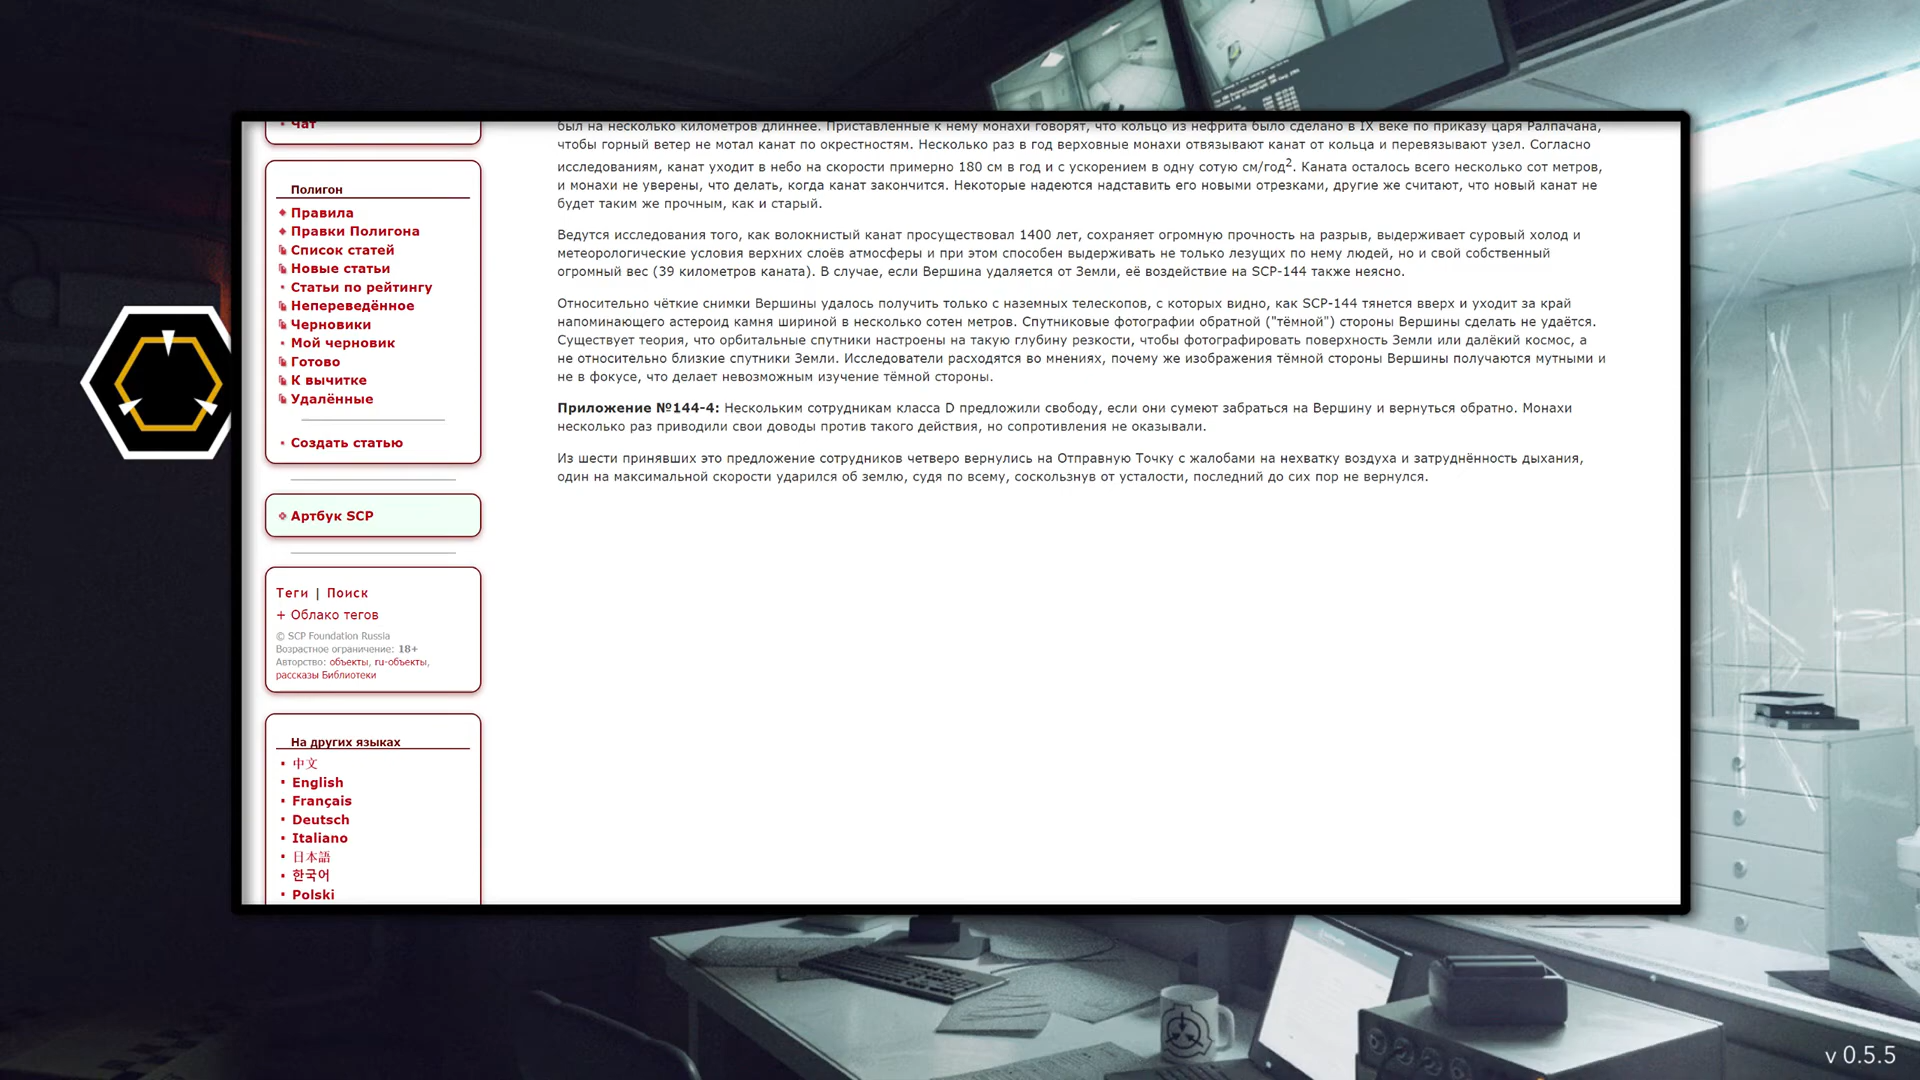 Чат
Полигон
Правила
Правки Полигона
Список статей
Новые статьи
Статьи по рейтингу
Непереведённое
Черновики
Мой черновик
Готово
К вычитке
Удалённые
Создать статью
Артбук SCP
Теги | Поиск
+ Облако тегов
© SCP Foundation Russia
Возрастное ограничение: 18+
Авторство: объекты, ru-объекты,
рассказы Библиотеки
На других языках
中文
English
Français
Deutsch
Italiano
日本語
한국어
Polski
был на несколько километров длиннее. Приставленные к нему монахи говорят, что кольцо из нефрита было сделано в IX веке по приказу царя Ралпачана,
чтобы горный ветер не мотал канат по окрестностям. Несколько раз в год верховные монахи отвязывают канат от кольца и перевязывают узел. Согласно
исследованиям, канат уходит в небо на скорости примерно 180 см в год и с ускорением в одну сотую см/год². Каната осталось всего несколько сот метров,
и монахи не уверены, что делать, когда канат закончится. Некоторые надеются надставить его новыми отрезками, другие же считают, что новый канат не
будет таким же прочным, как и старый.
Ведутся исследования того, как волокнистый канат просуществовал 1400 лет, сохраняет огромную прочность на разрыв, выдерживает суровый холод и
метеорологические условия верхних слоёв атмосферы и при этом способен выдерживать не только лезущих по нему людей, но и свой собственный
огромный вес (39 километров каната). В случае, если Вершина удаляется от Земли, её воздействие на SCP-144 также неясно.
Относительно чёткие снимки Вершины удалось получить только с наземных телескопов, с которых видно, как SCP-144 тянется вверх и уходит за край
напоминающего астероид камня шириной в несколько сотен метров. Спутниковые фотографии обратной ("тёмной") стороны Вершины сделать не удаётся.
Существует теория, что орбитальные спутники настроены на такую глубину резкости, чтобы фотографировать поверхность Земли или далёкий космос, а
не относительно близкие спутники Земли. Исследователи расходятся во мнениях, почему же изображения тёмной стороны Вершины получаются мутными и
не в фокусе, что делает невозможным изучение тёмной стороны.
Приложение №144-4: Нескольким сотрудникам класса D предложили свободу, если они сумеют забраться на Вершину и вернуться обратно. Монахи
несколько раз приводили свои доводы против такого действия, но сопротивления не оказывали.
Из шести принявших это предложение сотрудников четверо вернулись на Отправную Точку с жалобами на нехватку воздуха и затруднённость дыхания,
один на максимальной скорости ударился об землю, судя по всему, соскользнув от усталости, последний до сих пор не вернулся.
v 0.5.5